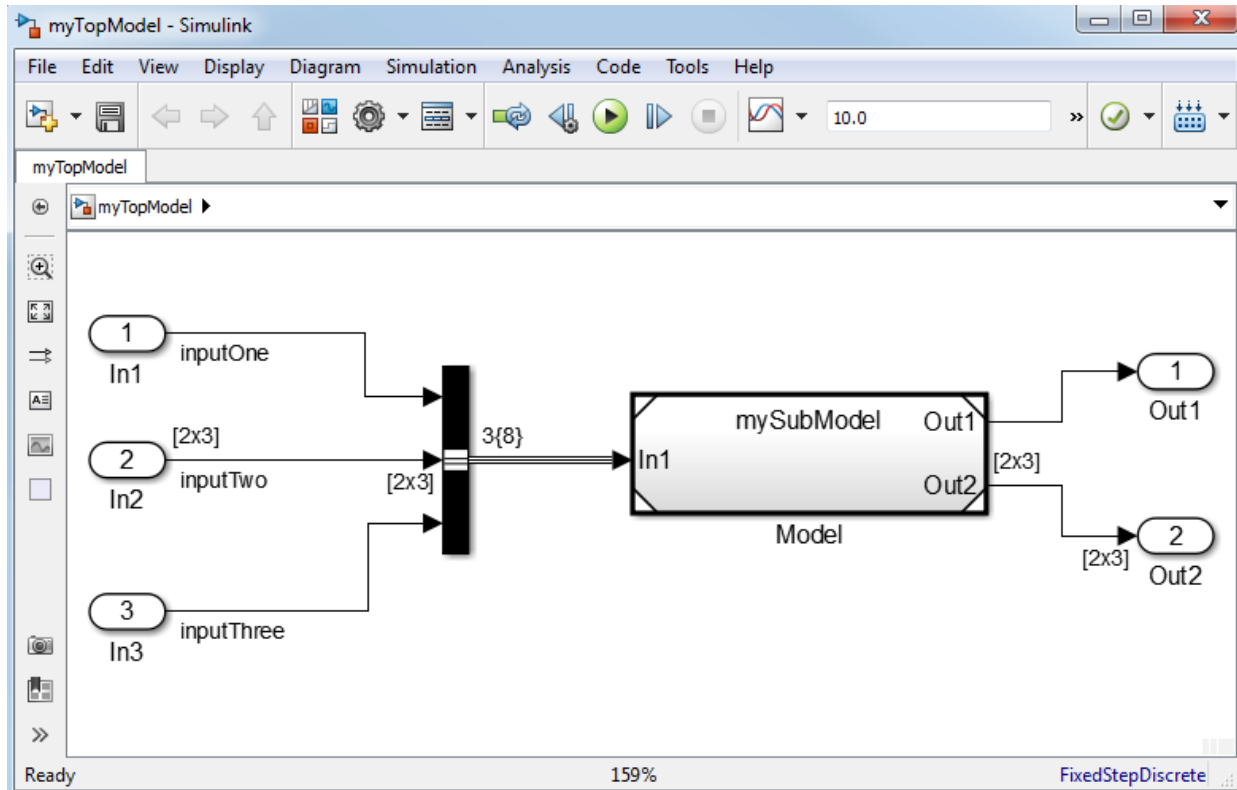 myTopModel - Simulink
File Edit View Display Diagram Simulation Analysis Code Tools Help
10.0
myTopModel
myTopModel
1
inputOne
In1
[2x3]
2
inputTwo
In2
[2x3]
3
inputThree
In3
3{8}
mySubModel
In1
Out1
Out2
Model
[2x3]
1
Out1
2
[2x3]
Out2
Ready 159% FixedStepDiscrete